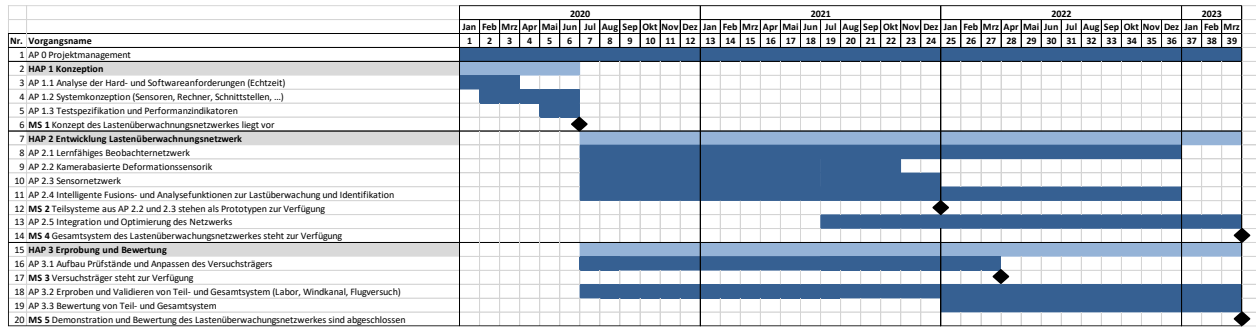 2020 2021 2022 2023
Jan Feb Mrz Apr Mai Jun Jul Aug Sep Okt Nov Dez Jan Feb Mrz Apr Mai Jun Jul Aug Sep Okt Nov Dez Jan Feb Mrz Apr Mai Jun Jul Aug Sep Okt Nov Dez Jan Feb Mrz
Nr. Vorgangsname 1 2 3 4 5 6 7 8 9 10 11 12 13 14 15 16 17 18 19 20 21 22 23 24 25 26 27 28 29 30 31 32 33 34 35 36 37 38 39
1 AP 0 Projektmanagement
2 HAP 1 Konzeption
3 AP 1.1 Analyse der Hard- und Softwareanforderungen (Echtzeit)
4 AP 1.2 Systemkonzeption (Sensoren, Rechner, Schnittstellen, ...)
5 AP 1.3 Testspezifikation und Performanzindikatoren
6 MS 1 Konzept des Lastenüberwachnungsnetzwerkes liegt vor
7 HAP 2 Entwicklung Lastenüberwachnungsnetzwerk
8 AP 2.1 Lernfähiges Beobachternetzwerk
9 AP 2.2 Kamerabasierte Deformationssensorik
10 AP 2.3 Sensornetzwerk
11 AP 2.4 Intelligente Fusions- und Analysefunktionen zur Lastüberwachung und Identifikation
12 MS 2 Teilsysteme aus AP 2.2 und 2.3 stehen als Prototypen zur Verfügung
13 AP 2.5 Integration und Optimierung des Netzwerks
14 MS 4 Gesamtsystem des Lastenüberwachungsnetzwerkes steht zur Verfügung
15 HAP 3 Erprobung und Bewertung
16 AP 3.1 Aufbau Prüfstände und Anpassen des Versuchsträgers
17 MS 3 Versuchsträger steht zur Verfügung
18 AP 3.2 Erproben und Validieren von Teil- und Gesamtsystem (Labor, Windkanal, Flugversuch)
19 AP 3.3 Bewertung von Teil- und Gesamtsystem
20 MS 5 Demonstration und Bewertung des Lastenüberwachungsnetzwerkes sind abgeschlossen